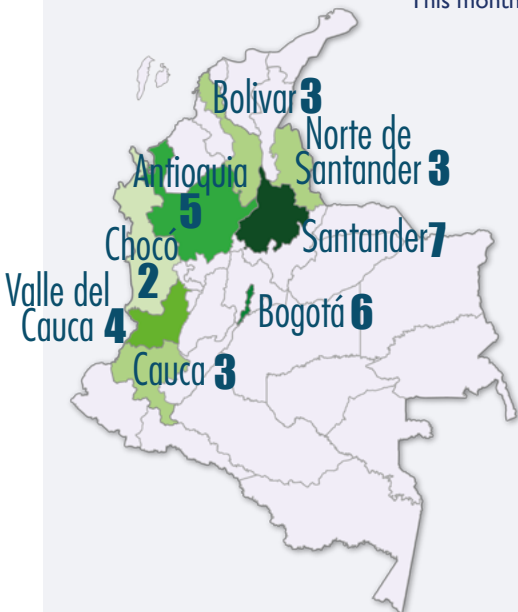 This month
Bolivar 3
Norte de
Santander 3
Antioquia
5
Santander 7
Chocó
2
Valle del
Cauca 4
Bogotá 6
Cauca 3